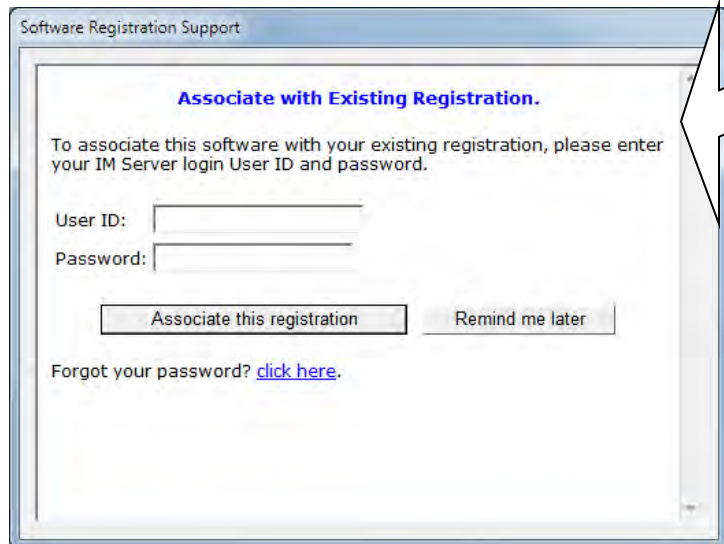 Software Registration Support
Associate with Existing Registration.
To associate this software with your existing registration, please enter
your IM Server login User ID and password.
User ID:
Password:
Associate this registration
Remind me later
Forgot your password? click here.